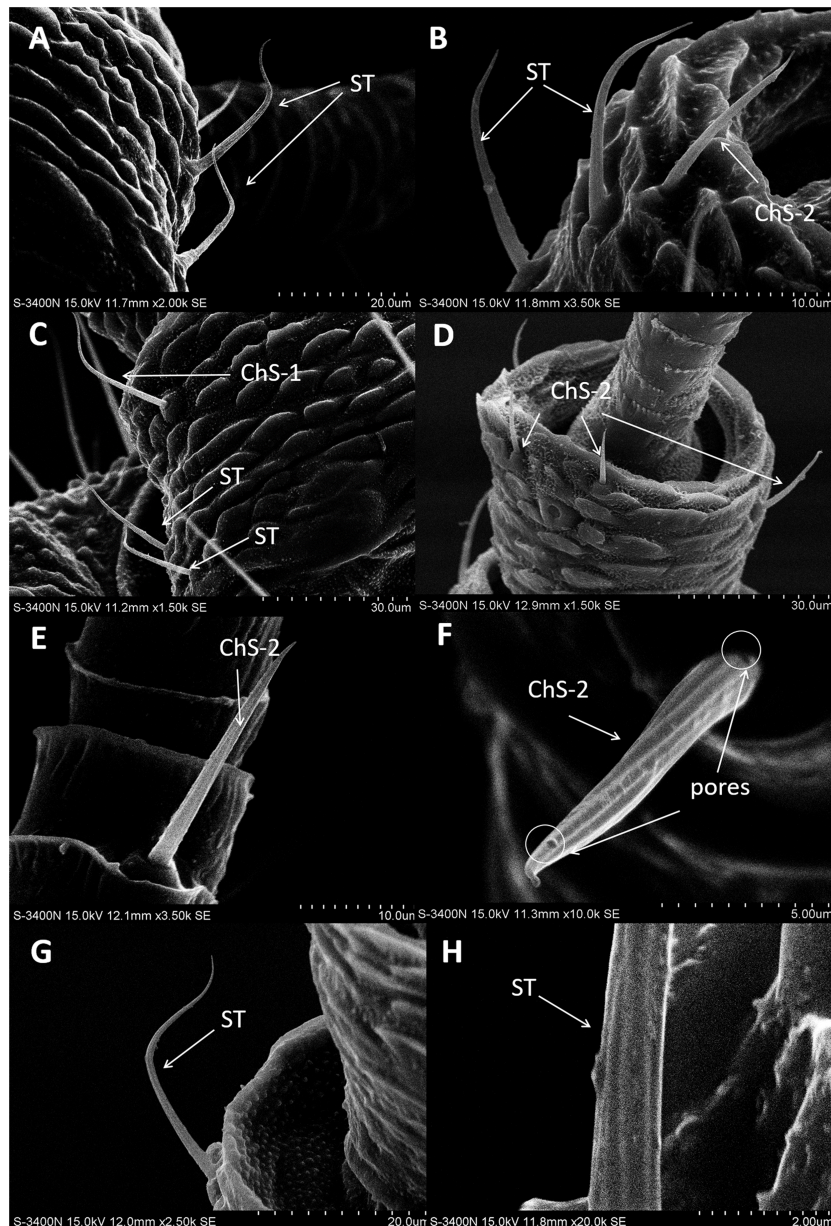 A
ST
S-3400N 15.0kV 11.7mm x2.00k SE
20.0um
B
ST
ChS-2
S-3400N 15.0kV 11.8mm x3.50k SE
10.0um
C
ChS-1
ST
ST
S-3400N 15.0kV 11.2mm x1.50k SE
30.0um
D
ChS-2
S-3400N 15.0kV 12.9mm x1.50k SE
30.0um
E
ChS-2
S-3400N 15.0kV 12.1mm x3.50k SE
10.0um
F
ChS-2
pores
S-3400N 15.0kV 11.3mm x10.0k SE
5.00um
G
ST
S-3400N 15.0kV 12.0mm x2.50k SE
20.0um
H
ST
S-3400N 15.0kV 11.8mm x20.0k SE
2.00um